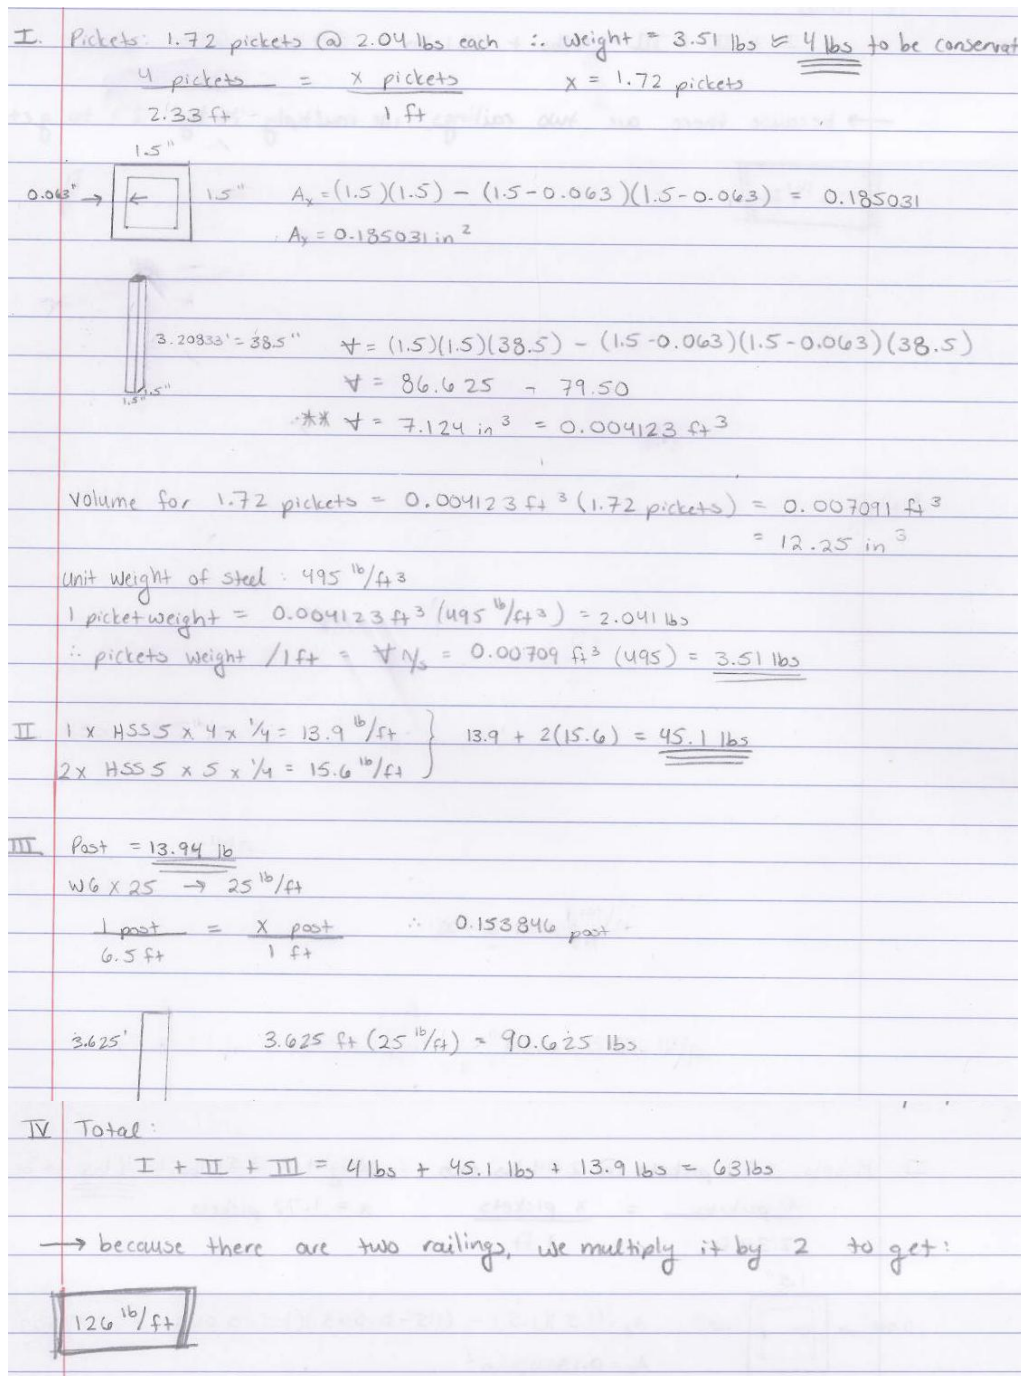 I. Pickets: 1.72 pickets @ 2.04 lbs each ∴ weight = 3.51 lbs ≈ 4 lbs to be conservat
4 pickets / 2.33 ft = x pickets / 1 ft x = 1.72 pickets
1.5"
0.063" → ← 1.5" Aₓ = (1.5)(1.5) - (1.5-0.063)(1.5-0.063) = 0.185031
Aₓ = 0.185031 in²
3.20833' = 38.5" V = (1.5)(1.5)(38.5) - (1.5-0.063)(1.5-0.063)(38.5)
1.5" 1.5" V = 86.625 - 79.50
** V = 7.124 in³ = 0.004123 ft³
Volume for 1.72 pickets = 0.004123 ft³ (1.72 pickets) = 0.007091 ft³
= 12.25 in³
Unit weight of steel: 495 lb/ft³
1 picket weight = 0.004123 ft³ (495 lb/ft³) = 2.041 lbs
∴ pickets weight /1ft = V γs = 0.00709 ft³ (495) = 3.51 lbs
II 1 x HSS 5 x 4 x 1/4 = 13.9 lb/ft } 13.9 + 2(15.6) = 45.1 lbs
2x HSS 5 x 5 x 1/4 = 15.6 lb/ft
III Post = 13.94 lb
W6 x 25 → 25 lb/ft
1 post / 6.5 ft = x post / 1 ft ∴ 0.153846 post
3.625' 3.625 ft (25 lb/ft) = 90.625 lbs
IV Total:
I + II + III = 4 lbs + 45.1 lbs + 13.9 lbs = 63 lbs
→ because there are two railings, we multiply it by 2 to get:
126 lb/ft